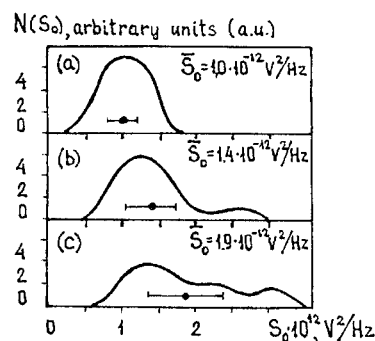 N(S₀), arbitrary units (a.u.)
(a) S̅₀=1,0·10⁻¹²V²/Hz
4
2
0
(b) S̅₀=1.4·10⁻¹²V²/Hz
4
2
0
(c) S̅₀=1.9·10⁻¹²V²/Hz
4
2
0
0 1 2 S₀·10¹², V²/Hz